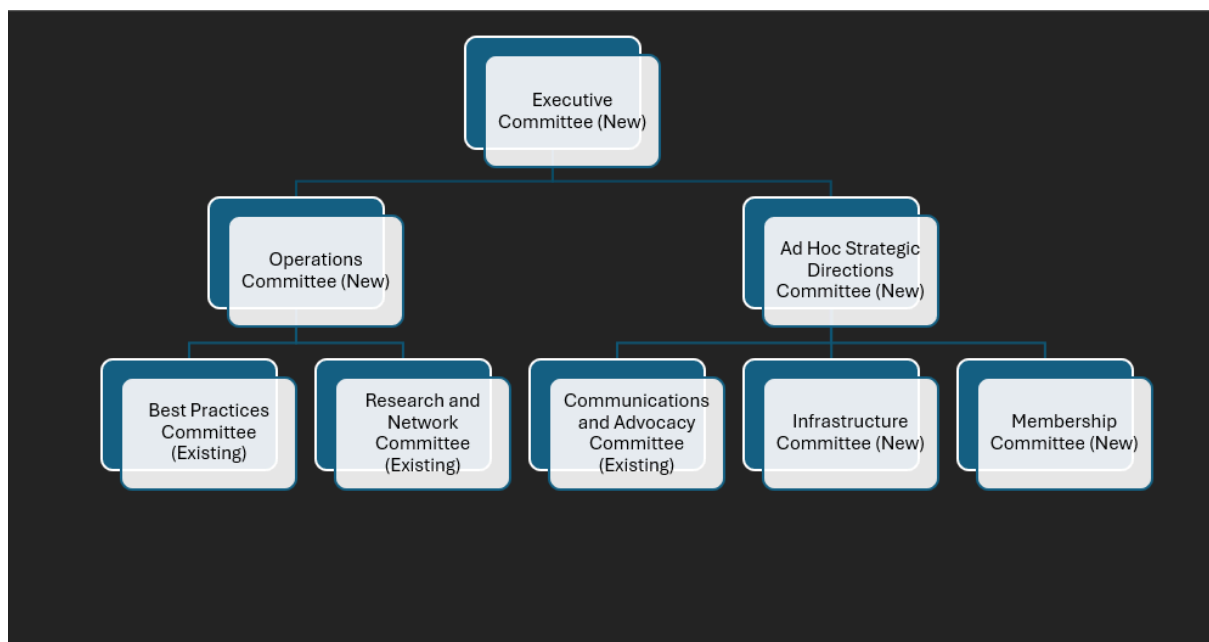 Executive
Committee (New)
Operations
Committee (New)
Ad Hoc Strategic
Directions
Committee (New)
Best Practices
Committee
(Existing)
Research and
Network
Committee
(Existing)
Communications
and Advocacy
Committee
(Existing)
Infrastructure
Committee (New)
Membership
Committee (New)